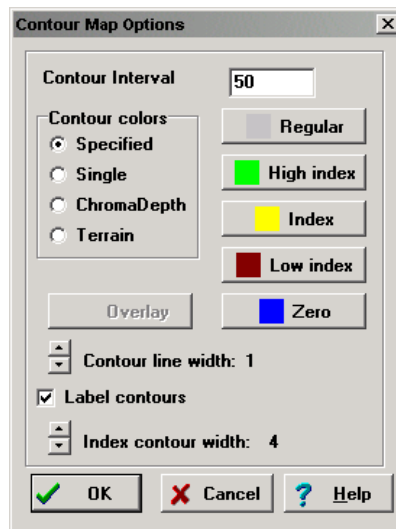 Contour Map Options
Contour Interval 50
Contour colors
Specified
Single
ChromaDepth
Terrain
Regular
High index
Index
Low index
Overlay
Zero
Contour line width: 1
Label contours
Index contour width: 4
OK
Cancel
? Help